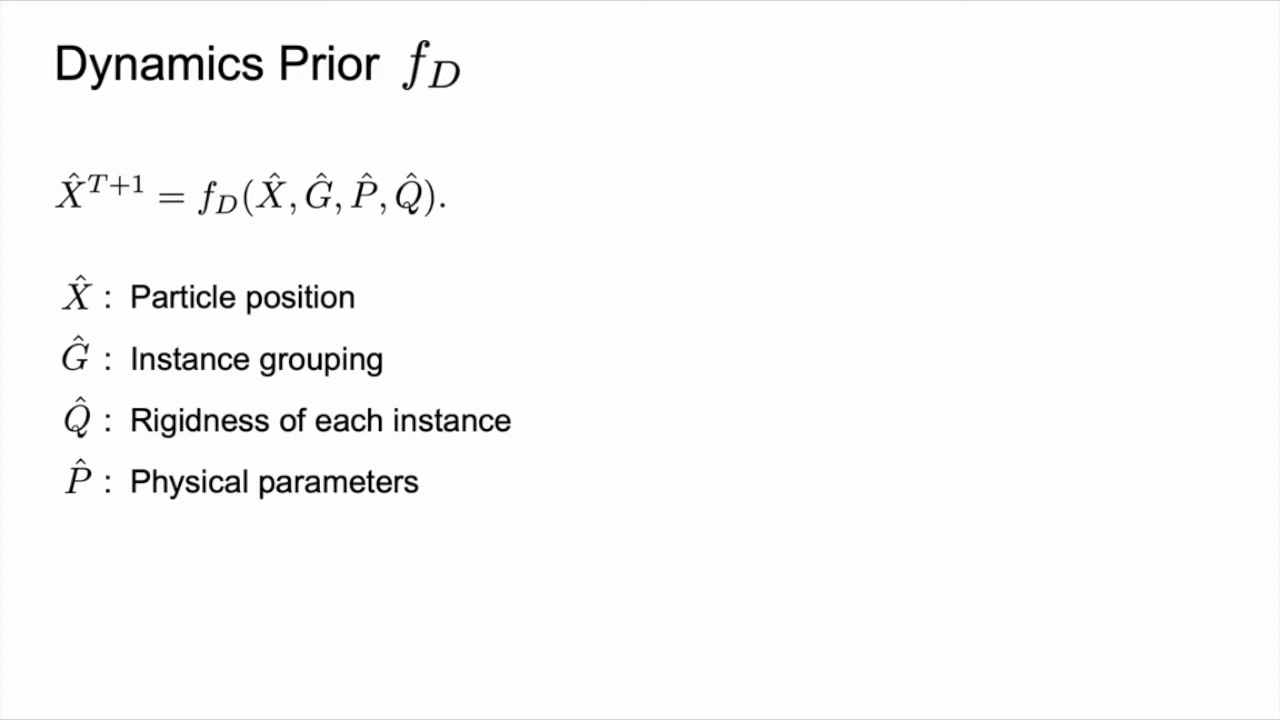 Dynamics Prior f_D
X̂^{T+1} = f_D(X̂, Ĝ, P̂, Q̂).
X̂ : Particle position
Ĝ : Instance grouping
Q̂ : Rigidness of each instance
P̂ : Physical parameters